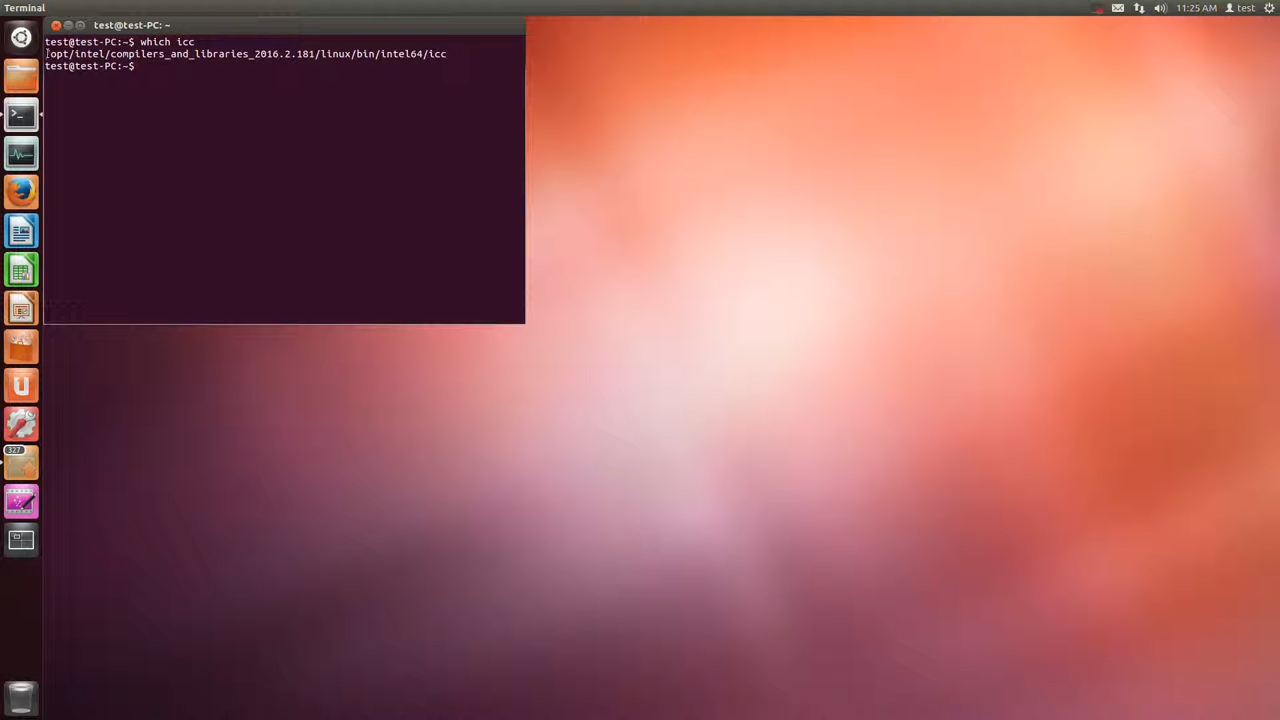 Terminal
11:25 AM
test
test@test-PC: ~
test@test-PC:~$ which icc
/opt/intel/compilers_and_libraries_2016.2.181/linux/bin/intel64/icc
test@test-PC:~$
327